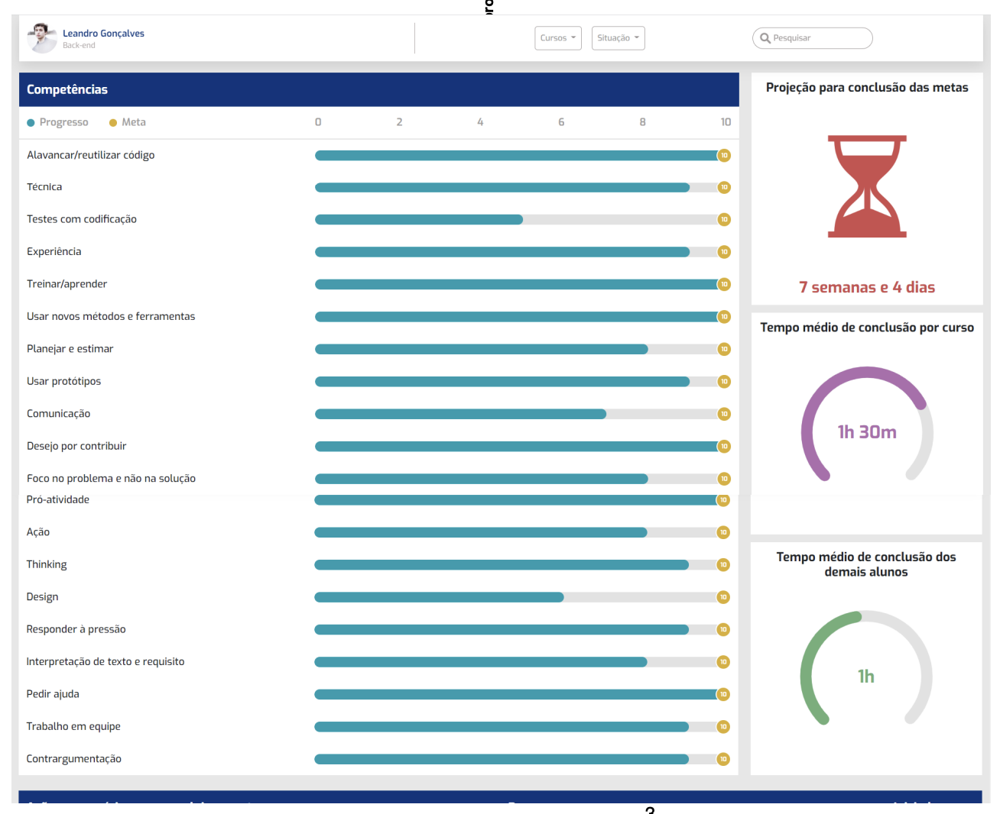 Leandro Gonçalves
Back-end
Cursos
Situação
Pesquisar
Competências
Progresso Meta 0 2 4 6 8 10
Alavancar/reutilizar código 10
Técnica 10
Testes com codificação 10
Experiência 10
Treinar/aprender 10
Usar novos métodos e ferramentas 10
Planejar e estimar 10
Usar protótipos 10
Comunicação 10
Desejo por contribuir 10
Foco no problema e não na solução 10
Pró-atividade 10
Ação 10
Thinking 10
Design 10
Responder à pressão 10
Interpretação de texto e requisito 10
Pedir ajuda 10
Trabalho em equipe 10
Contrargumentação 10
Projeção para conclusão das metas
7 semanas e 4 dias
Tempo médio de conclusão por curso
1h 30m
Tempo médio de conclusão dos
demais alunos
1h